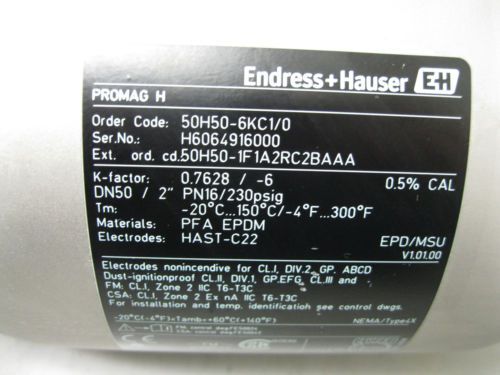 Endress+Hauser EH
PROMAG H
Order Code: 50H50-6KC1/0
Ser.No.: H6064916000
Ext. ord. cd. 50H50-1F1A2RC2BAAA
K-factor: 0.7628 / -6 0.5% CAL
DN50 / 2" PN16/230psig
Tm: -20°C...150°C/-4°F...300°F
Materials: PFA EPDM
Electrodes: HAST-C22 EPD/MSU
V1.01.00
Electrodes nonincendive for CL.I, DIV.2, GP. ABCD
Dust-ignitionproof CL.II, DIV.1, GP.EFG, CL.III and
FM: CL.I, Zone 2 IIC T6-T3C
CSA: CL.I, Zone 2 Ex nA IIC T6-T3C
For installation and temp. identification see control dwgs.
-20°C(-4°F)<Tamb<+60°C(+140°F) NEMA/Type4X